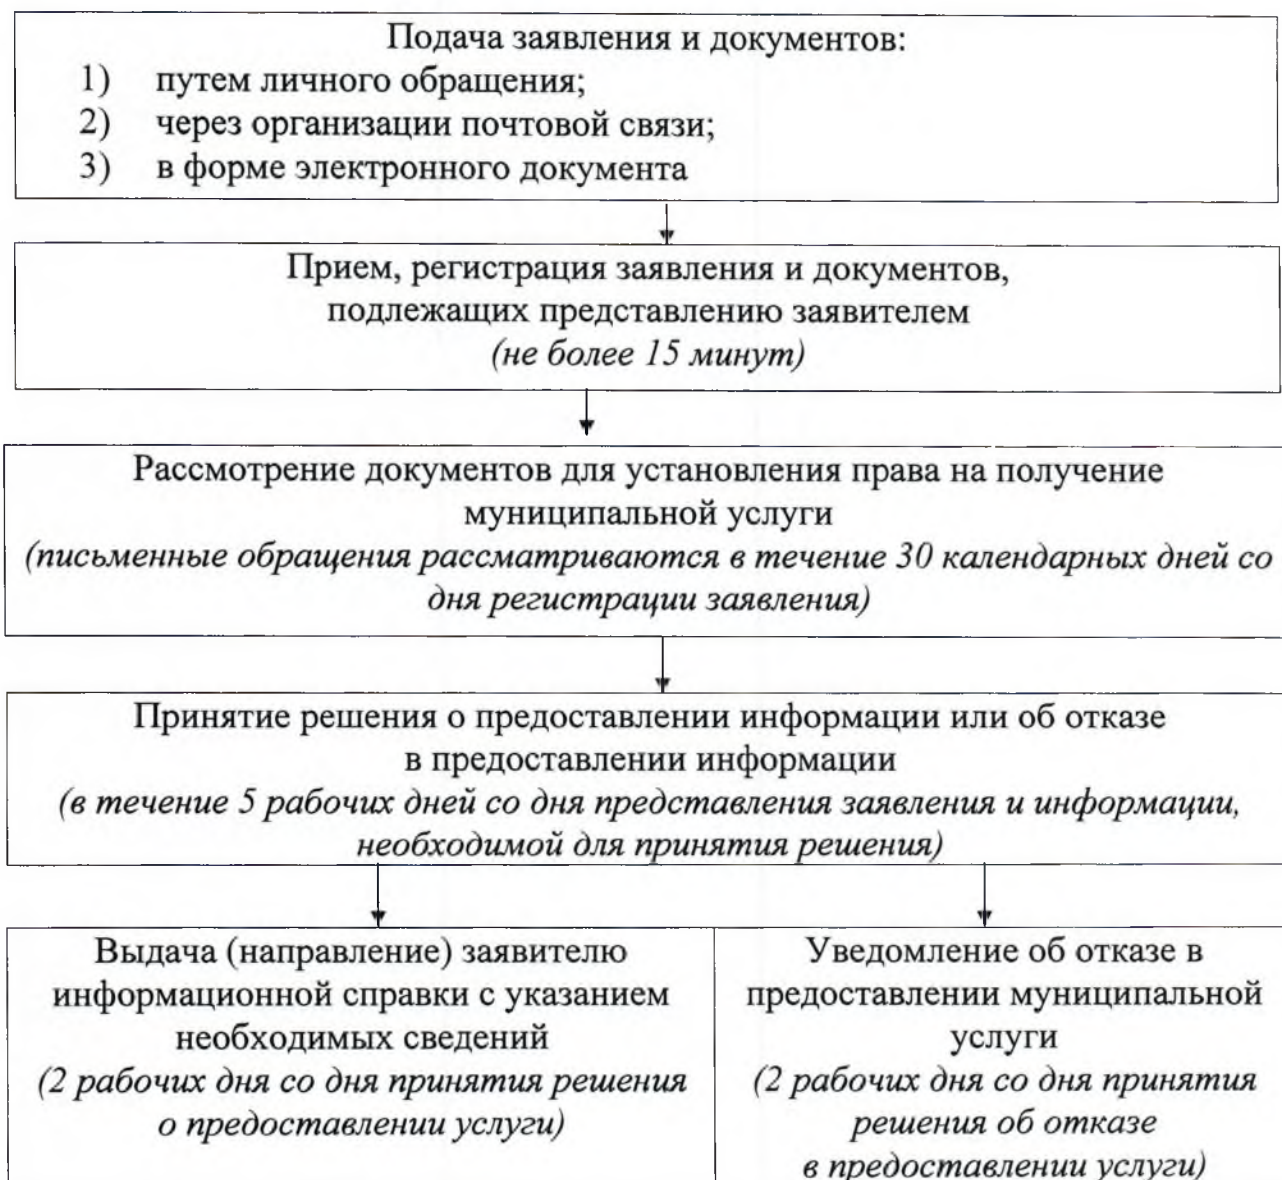 Подача заявления и документов:
1) путем личного обращения;
2) через организации почтовой связи;
3) в форме электронного документа
Прием, регистрация заявления и документов,
подлежащих представлению заявителем
(не более 15 минут)
Рассмотрение документов для установления права на получение
муниципальной услуги
(письменные обращения рассматриваются в течение 30 календарных дней со
дня регистрации заявления)
Принятие решения о предоставлении информации или об отказе
в предоставлении информации
(в течение 5 рабочих дней со дня представления заявления и информации,
необходимой для принятия решения)
Выдача (направление) заявителю
информационной справки с указанием
необходимых сведений
(2 рабочих дня со дня принятия решения
о предоставлении услуги)
Уведомление об отказе в
предоставлении муниципальной
услуги
(2 рабочих дня со дня принятия
решения об отказе
в предоставлении услуги)